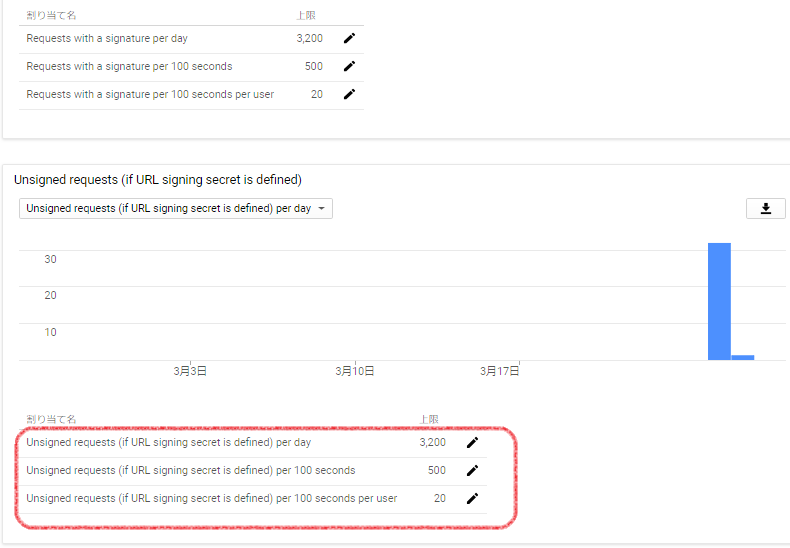 割り当て名 上限
Requests with a signature per day 3,200
Requests with a signature per 100 seconds 500
Requests with a signature per 100 seconds per user 20
Unsigned requests (if URL signing secret is defined)
Unsigned requests (if URL signing secret is defined) per day
30
20
10
3月3日 3月10日 3月17日
割り当て名 上限
Unsigned requests (if URL signing secret is defined) per day 3,200
Unsigned requests (if URL signing secret is defined) per 100 seconds 500
Unsigned requests (if URL signing secret is defined) per 100 seconds per user 20